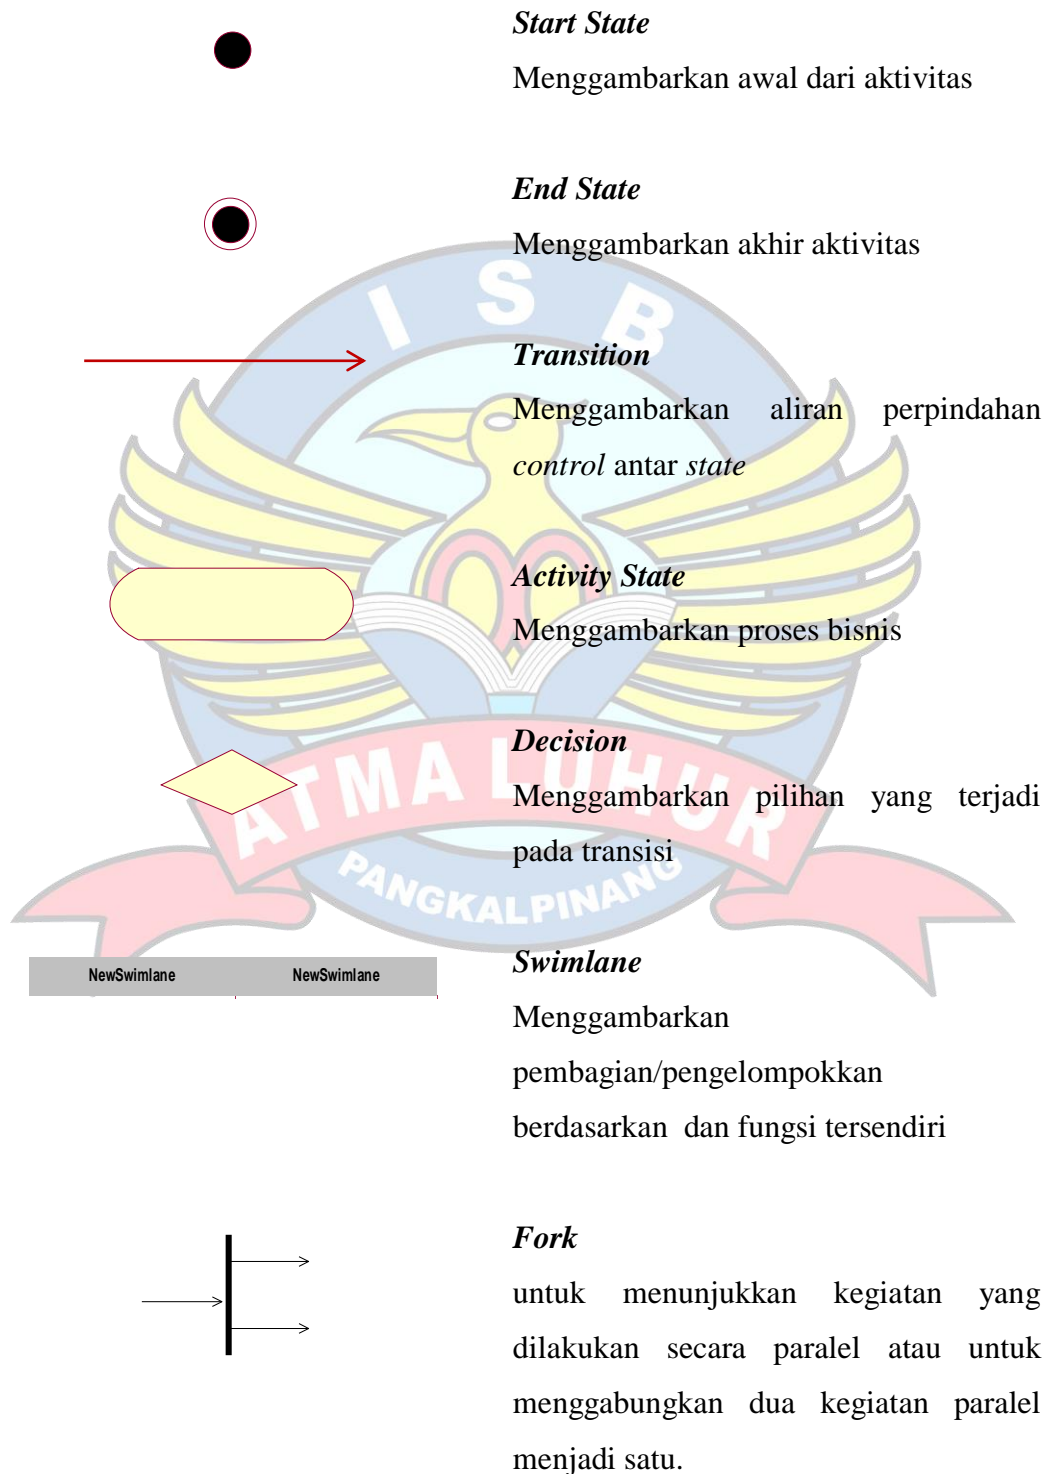 Start State
Menggambarkan awal dari aktivitas
End State
Menggambarkan akhir aktivitas
I S B
Transition
Menggambarkan aliran perpindahan
control antar state
Activity State
Menggambarkan proses bisnis
Decision
Menggambarkan pilihan yang terjadi
pada transisi
ATMA LUHUR
PANGKALPINANG
NewSwimlane NewSwimlane
Swimlane
Menggambarkan
pembagian/pengelompokkan
berdasarkan  dan fungsi tersendiri
Fork
untuk menunjukkan kegiatan yang
dilakukan secara paralel atau untuk
menggabungkan dua kegiatan paralel
menjadi satu.